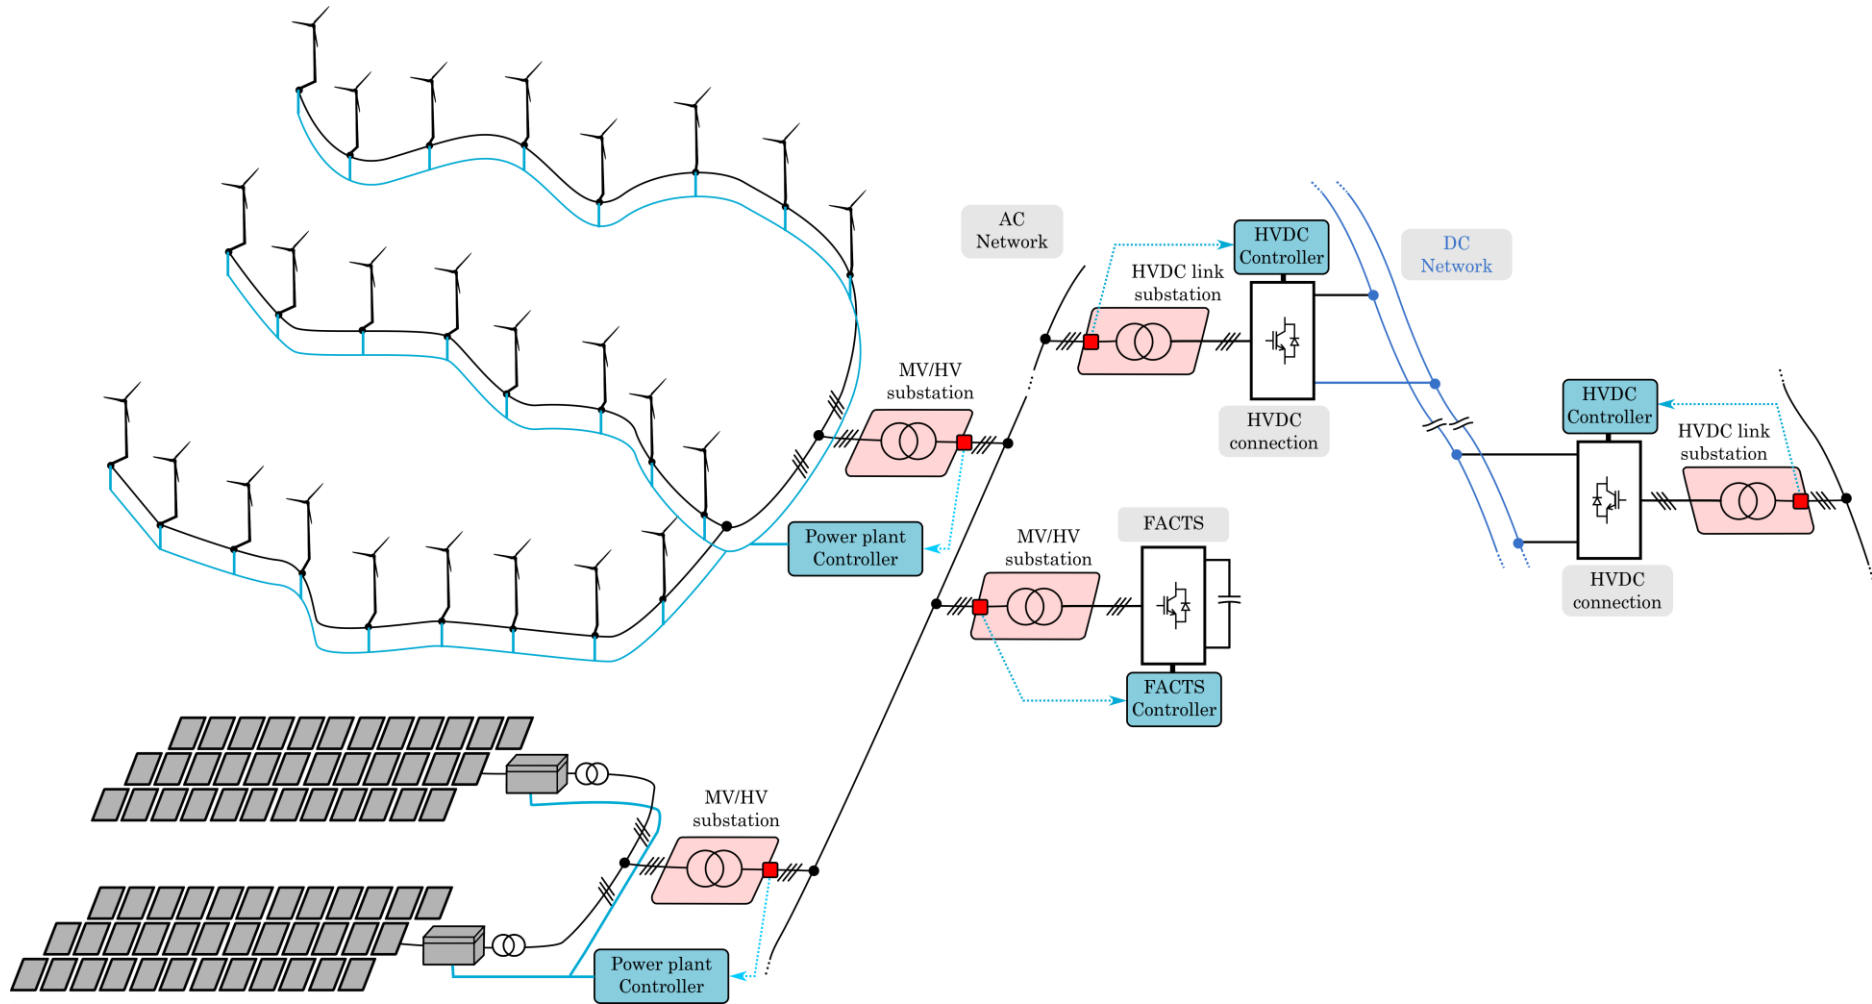 AC
Network
HVDC
Controller
DC
Network
HVDC link
substation
MV/HV
substation
HVDC
connection
HVDC
Controller
HVDC link
substation
Power plant
Controller
MV/HV
substation
FACTS
HVDC
connection
FACTS
Controller
MV/HV
substation
Power plant
Controller